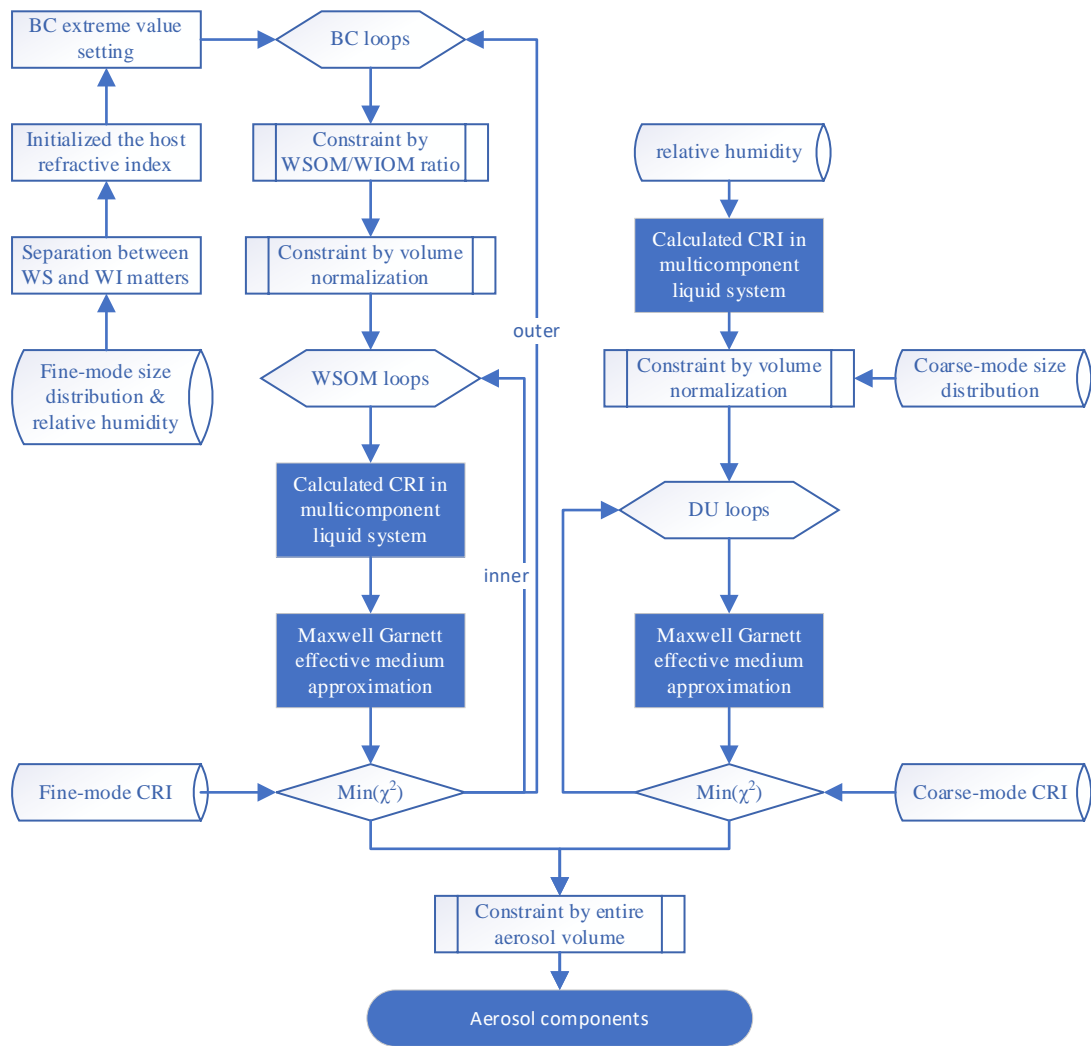 BC extreme value
setting
BC loops
Initialized the host
refractive index
Constraint by
WSOM/WIOM ratio
relative humidity
Separation between
WS and WI matters
Constraint by volume
normalization
Calculated CRI in
multicomponent
liquid system
outer
Fine-mode size
distribution &
relative humidity
WSOM loops
Constraint by volume
normalization
Coarse-mode size
distribution
Calculated CRI in
multicomponent
liquid system
DU loops
inner
Maxwell Garnett
effective medium
approximation
Maxwell Garnett
effective medium
approximation
Fine-mode CRI
Min(χ²)
Min(χ²)
Coarse-mode CRI
Constraint by entire
aerosol volume
Aerosol components